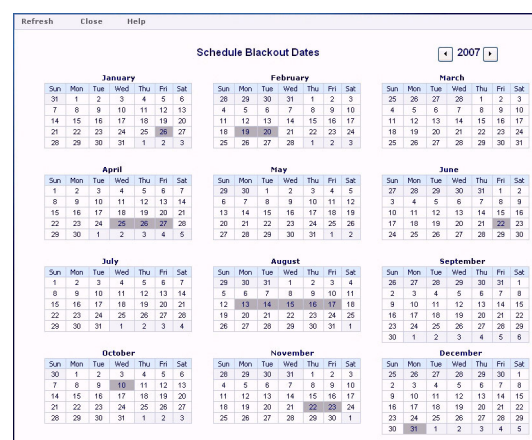 Refresh Close Help
Schedule Blackout Dates 2007
January February March
Sun Mon Tue Wed Thu Fri Sat Sun Mon Tue Wed Thu Fri Sat Sun Mon Tue Wed Thu Fri Sat
31 1 2 3 4 5 6 28 29 30 31 1 2 3 25 26 27 28 1 2 3
7 8 9 10 11 12 13 4 5 6 7 8 9 10 4 5 6 7 8 9 10
14 15 16 17 18 19 20 11 12 13 14 15 16 17 11 12 13 14 15 16 17
21 22 23 24 25 26 27 18 19 20 21 22 23 24 18 19 20 21 22 23 24
28 29 30 31 1 2 3 25 26 27 28 1 2 3 25 26 27 28 29 30 31
April May June
Sun Mon Tue Wed Thu Fri Sat Sun Mon Tue Wed Thu Fri Sat Sun Mon Tue Wed Thu Fri Sat
1 2 3 4 5 6 7 29 30 1 2 3 4 5 27 28 29 30 31 1 2
8 9 10 11 12 13 14 6 7 8 9 10 11 12 3 4 5 6 7 8 9
15 16 17 18 19 20 21 13 14 15 16 17 18 19 10 11 12 13 14 15 16
22 23 24 25 26 27 28 20 21 22 23 24 25 26 17 18 19 20 21 22 23
29 30 1 2 3 4 5 27 28 29 30 31 1 2 24 25 26 27 28 29 30
July August September
Sun Mon Tue Wed Thu Fri Sat Sun Mon Tue Wed Thu Fri Sat Sun Mon Tue Wed Thu Fri Sat
1 2 3 4 5 6 7 29 30 31 1 2 3 4 26 27 28 29 30 31 1
8 9 10 11 12 13 14 5 6 7 8 9 10 11 2 3 4 5 6 7 8
15 16 17 18 19 20 21 12 13 14 15 16 17 18 9 10 11 12 13 14 15
22 23 24 25 26 27 28 19 20 21 22 23 24 25 16 17 18 19 20 21 22
29 30 31 1 2 3 4 26 27 28 29 30 31 1 23 24 25 26 27 28 29
30 1 2 3 4 5 6
October November December
Sun Mon Tue Wed Thu Fri Sat Sun Mon Tue Wed Thu Fri Sat Sun Mon Tue Wed Thu Fri Sat
30 1 2 3 4 5 6 28 29 30 31 1 2 3 25 26 27 28 29 30 1
7 8 9 10 11 12 13 4 5 6 7 8 9 10 2 3 4 5 6 7 8
14 15 16 17 18 19 20 11 12 13 14 15 16 17 9 10 11 12 13 14 15
21 22 23 24 25 26 27 18 19 20 21 22 23 24 16 17 18 19 20 21 22
28 29 30 31 1 2 3 25 26 27 28 29 30 1 23 24 25 26 27 28 29
30 31 1 2 3 4 5